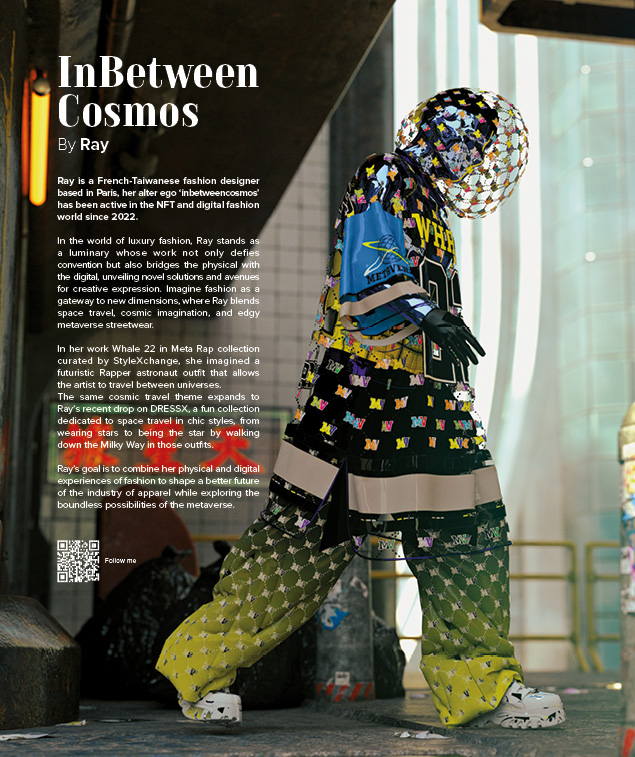 InBetween
Cosmos
By Ray
Ray is a French-Taiwanese fashion designer
based in Paris, her alter ego ‘inbetweencosmos’
has been active in the NFT and digital fashion
world since 2022.
In the world of luxury fashion, Ray stands as
a luminary whose work not only defies
convention but also bridges the physical with
the digital, unveiling novel solutions and avenues
for creative expression. Imagine fashion as a
gateway to new dimensions, where Ray blends
space travel, cosmic imagination, and edgy
metaverse streetwear.
In her work Whale 22 in Meta Rap collection
curated by StyleXchange, she imagined a
futuristic Rapper astronaut outfit that allows
the artist to travel between universes.
The same cosmic travel theme expands to
Ray's recent drop on DRESSX, a fun collection
dedicated to space travel in chic styles, from
wearing stars to being the star by walking
down the Milky Way in those outfits.
Ray's goal is to combine her physical and digital
experiences of fashion to shape a better future
of the industry of apparel while exploring the
boundless possibilities of the metaverse.
Follow me